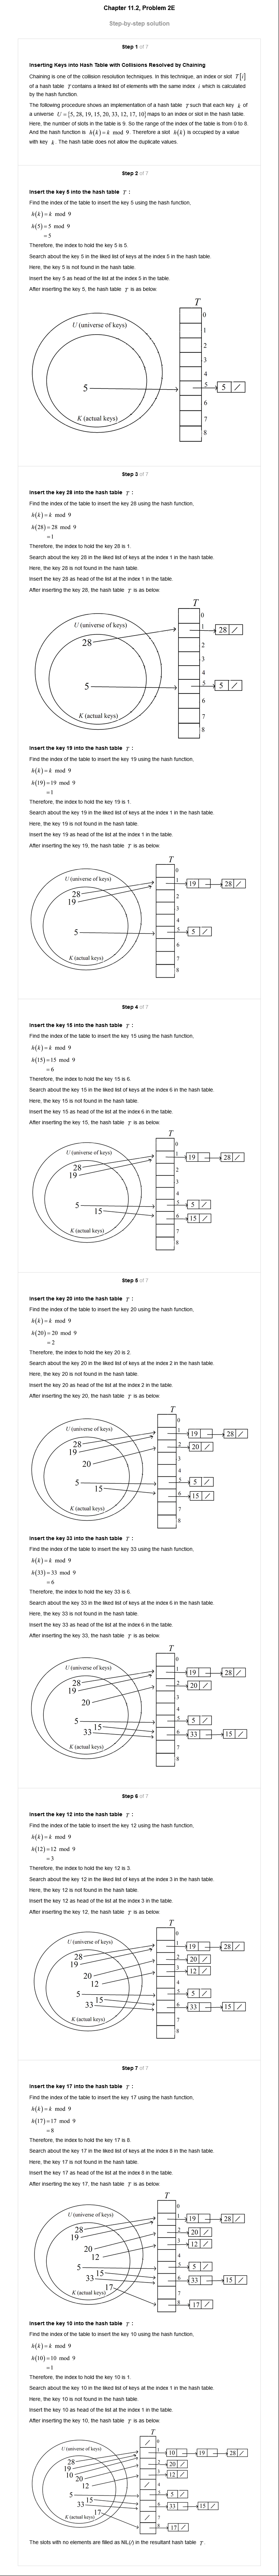 Chapter 11.2, Problem 2E
Step-by-step solution
Step 1 of 7
Inserting Keys into Hash Table with Collisions Resolved by Chaining
Chaining is one of the collision resolution techniques. In this technique, an index or slot T[i]
of a hash table T contains a linked list of elements with the same index i which is calculated
by the hash function.
The following procedure shows an implementation of a hash table T such that each key k of
a universe U = [5, 28, 19, 15, 20, 33, 12, 17, 10] maps to an index or slot in the hash table.
Here, the number of slots in the table is 9. So the range of the index of the table is from 0 to 8.
And the hash function is h(k) = k mod 9. Therefore a slot h(k) is occupied by a value
with key k. The hash table does not allow the duplicate values.
Step 2 of 7
Insert the key 5 into the hash table T :
Find the index of the table to insert the key 5 using the hash function,
h(k) = k mod 9
h(5) = 5 mod 9
= 5
Therefore, the index to hold the key 5 is 5.
Search about the key 5 in the liked list of keys at the index 5 in the hash table.
Here, the key 5 is not found in the hash table.
Insert the key 5 as head of the list at the index 5 in the table.
After inserting the key 5, the hash table T is as below.
T
0
U (universe of keys)
1
2
3
4
5 5 5 /
6
K (actual keys)
7
8
Step 3 of 7
Insert the key 28 into the hash table T :
Find the index of the table to insert the key 28 using the hash function,
h(k) = k mod 9
h(28) = 28 mod 9
= 1
Therefore, the index to hold the key 28 is 1.
Search about the key 28 in the liked list of keys at the index 1 in the hash table.
Here, the key 28 is not found in the hash table.
Insert the key 28 as head of the list at the index 1 in the table.
After inserting the key 28, the hash table T is as below.
T
0
U (universe of keys) 1 28 /
28
2
3
4
5 5 5 /
6
K (actual keys)
7
8
Insert the key 19 into the hash table T :
Find the index of the table to insert the key 19 using the hash function,
h(k) = k mod 9
h(19) = 19 mod 9
= 1
Therefore, the index to hold the key 19 is 1.
Search about the key 19 in the liked list of keys at the index 1 in the hash table.
Here, the key 19 is not found in the hash table.
Insert the key 19 as head of the list at the index 1 in the table.
After inserting the key 19, the hash table T is as below.
T
0
U (universe of keys) 1 19 28 /
28
19
2
3
4
5 5 5 /
6
K (actual keys)
7
8
Step 4 of 7
Insert the key 15 into the hash table T :
Find the index of the table to insert the key 15 using the hash function,
h(k) = k mod 9
h(15) = 15 mod 9
= 6
Therefore, the index to hold the key 15 is 6.
Search about the key 15 in the liked list of keys at the index 6 in the hash table.
Here, the key 15 is not found in the hash table.
Insert the key 15 as head of the list at the index 6 in the table.
After inserting the key 15, the hash table T is as below.
T
0
U (universe of keys) 1 19 28 /
28
19
2
3
4
5 5 5 /
15 6 15 /
K (actual keys)
7
8
Step 5 of 7
Insert the key 20 into the hash table T :
Find the index of the table to insert the key 20 using the hash function,
h(k) = k mod 9
h(20) = 20 mod 9
= 2
Therefore, the index to hold the key 20 is 2.
Search about the key 20 in the liked list of keys at the index 2 in the hash table.
Here, the key 20 is not found in the hash table.
Insert the key 20 as head of the list at the index 2 in the table.
After inserting the key 20, the hash table T is as below.
T
0
U (universe of keys) 1 19 28 /
28
19
2 20 /
20
3
4
5 5 5 /
15 6 15 /
K (actual keys)
7
8
Insert the key 33 into the hash table T :
Find the index of the table to insert the key 33 using the hash function,
h(k) = k mod 9
h(33) = 33 mod 9
= 6
Therefore, the index to hold the key 33 is 6.
Search about the key 33 in the liked list of keys at the index 6 in the hash table.
Here, the key 33 is not found in the hash table.
Insert the key 33 as head of the list at the index 6 in the table.
After inserting the key 33, the hash table T is as below.
T
0
U (universe of keys) 1 19 28 /
28
19
2 20 /
20
3
4
5 5 5 /
33 15 6 33 15 /
K (actual keys)
7
8
Step 6 of 7
Insert the key 12 into the hash table T :
Find the index of the table to insert the key 12 using the hash function,
h(k) = k mod 9
h(12) = 12 mod 9
= 3
Therefore, the index to hold the key 12 is 3.
Search about the key 12 in the liked list of keys at the index 3 in the hash table.
Here, the key 12 is not found in the hash table.
Insert the key 12 as head of the list at the index 3 in the table.
After inserting the key 12, the hash table T is as below.
T
0
U (universe of keys) 1 19 28 /
28
19
2 20 /
20
12 3 12 /
4
5 5 5 /
33 15 6 33 15 /
K (actual keys)
7
8
Step 7 of 7
Insert the key 17 into the hash table T :
Find the index of the table to insert the key 17 using the hash function,
h(k) = k mod 9
h(17) = 17 mod 9
= 8
Therefore, the index to hold the key 17 is 8.
Search about the key 17 in the liked list of keys at the index 8 in the hash table.
Here, the key 17 is not found in the hash table.
Insert the key 17 as head of the list at the index 8 in the table.
After inserting the key 17, the hash table T is as below.
T
0
U (universe of keys) 1 19 28 /
28
19
2 20 /
20
12 3 12 /
4
5 5 5 /
33 15 6 33 15 /
K (actual keys) 17
7
8 17 /
Insert the key 10 into the hash table T :
Find the index of the table to insert the key 10 using the hash function,
h(k) = k mod 9
h(10) = 10 mod 9
= 1
Therefore, the index to hold the key 10 is 1.
Search about the key 10 in the liked list of keys at the index 1 in the hash table.
Here, the key 10 is not found in the hash table.
Insert the key 10 as head of the list at the index 1 in the table.
After inserting the key 10, the hash table T is as below.
T
/ 0
U (universe of keys) 1 10 19 28 /
28
19
10 20 2 20 /
12 3 12 /
/ 4
5 5 5 /
33 15 6 33 15 /
K (actual keys) 17
/ 7
8 17 /
The slots with no elements are filled as NIL(/) in the resultant hash table T.